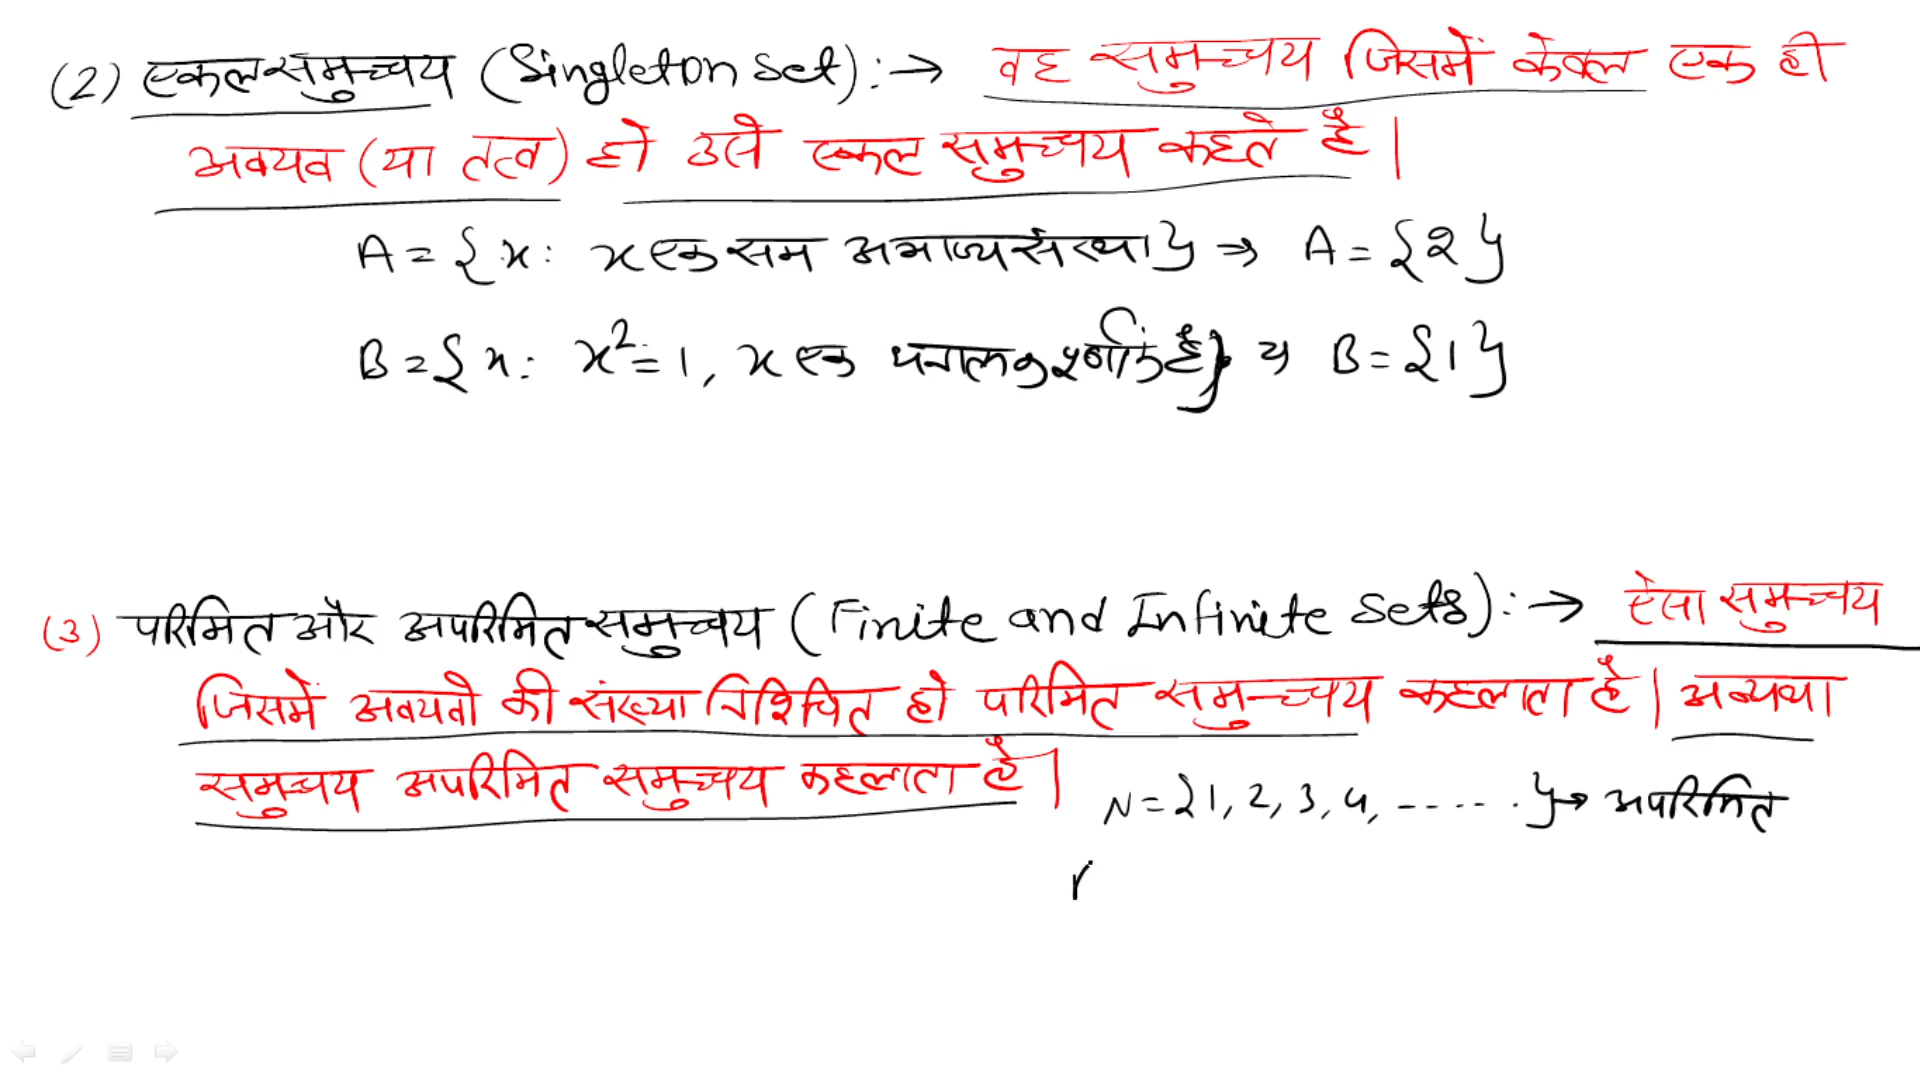 (2) एकल समुच्चय (Singleton Set) :→ वह समुच्चय जिसमें केवल एक ही
अवयव (या तत्व) हो उसे एकल समुच्चय कहते है।
A = { x : x एक सम अभाज्य संख्या } ⇒ A = { 2 }
B = { x : x² = 1, x एक धनात्मक पूर्णांक है } ⇒ B = { 1 }
(3) परिमित और अपरिमित समुच्चय (Finite and Infinite Sets) :→ ऐसा समुच्चय
जिसमें अवयवो की संख्या निश्चित हो परिमित समुच्चय कहलाता है। अन्यथा
समुच्चय अपरिमित समुच्चय कहलाता है।
N = { 1, 2, 3, 4, ------ . } → अपरिमित